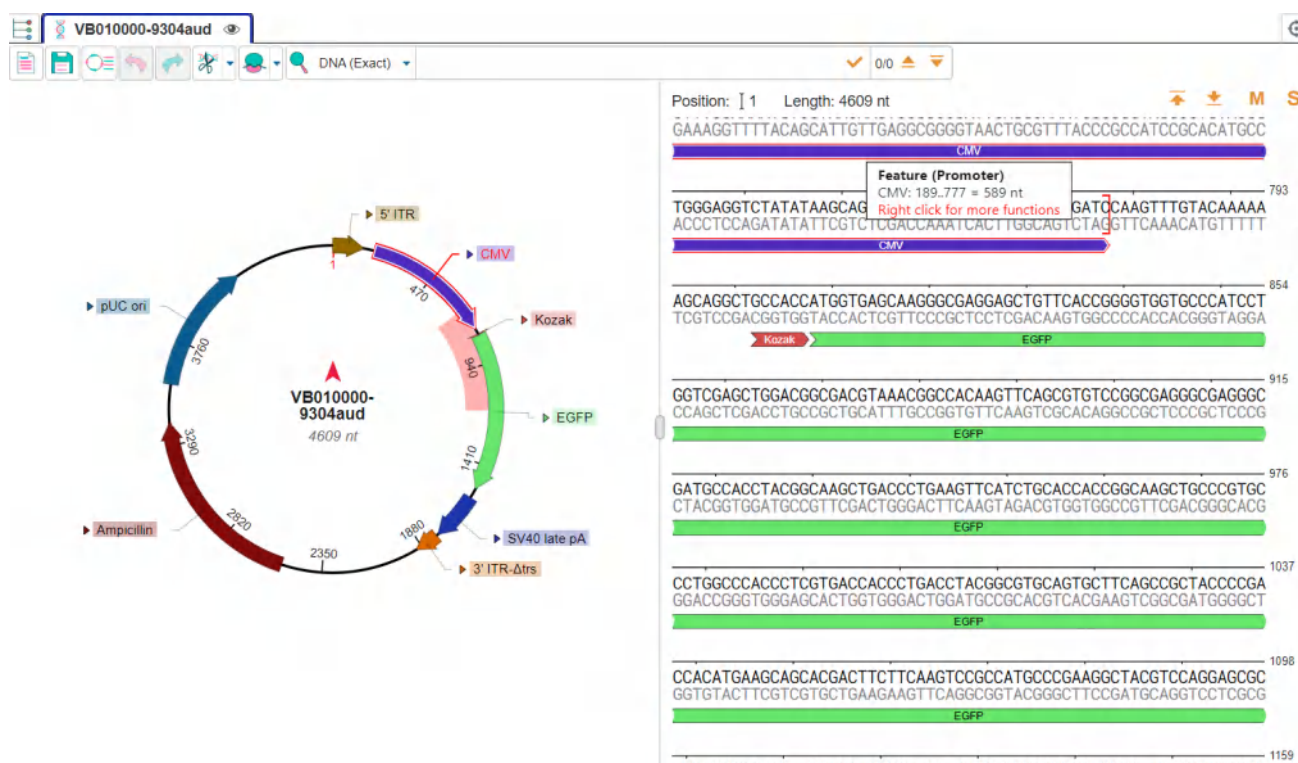 VB010000-9304aud
DNA (Exact)
0/0
5' ITR
CMV
1
470
pUC ori
Kozak
3760
940
VB010000-
9304aud
4609 nt
EGFP
3290
1410
Ampicillin
2820
1880
2350
SV40 late pA
3' ITR-Δtrs
Position: 1 Length: 4609 nt
M S
GAAAGGTTTTACAGCATTGTTGAGGCGGGGTAACTGCGTTTACCCGCCATCCGCACATGCC
CMV
Feature (Promoter)
CMV: 189..777 = 589 nt
Right click for more functions
793
TGGGAGGTCTATATAAGCAG GATCCAAGTTTGTACAAAAA
ACCCTCCAGATATATTCGTCTCGACCAAATCACTTGGCAGTCTAGGTTCAAACATGTTTTT
CMV
854
AGCAGGCTGCCACCATGGTGAGCAAGGGCGAGGAGCTGTTCACCGGGGTGGTGCCCATCCT
TCGTCCGACGGTGGTACCACTCGTTCCCGCTCCTCGACAAGTGGCCCCACCACGGGTAGGA
Kozak EGFP
915
GGTCGAGCTGGACGGCGACGTAAACGGCCACAAGTTCAGCGTGTCCGGCGAGGGCGAGGGC
CCAGCTCGACCTGCCGCTGCATTTGCCGGTGTTCAAGTCGCACAGGCCGCTCCCGCTCCCG
EGFP
976
GATGCCACCTACGGCAAGCTGACCCTGAAGTTCATCTGCACCACCGGCAAGCTGCCCGTGC
CTACGGTGGATGCCGTTCGACTGGGACTTCAAGTAGACGTGGTGGCCGTTCGACGGGCACG
EGFP
1037
CCTGGCCCACCCTCGTGACCACCCTGACCTACGGCGTGCAGTGCTTCAGCCGCTACCCCGA
GGACCGGGTGGGAGCACTGGTGGGACTGGATGCCGCACGTCACGAAGTCGGCGATGGGGCT
EGFP
1098
CCACATGAAGCAGCACGACTTCTTCAAGTCCGCCATGCCCGAAGGCTACGTCCAGGAGCGC
GGTGTACTTCGTCGTGCTGAAGAAGTTCAGGCGGTACGGGCTTCCGATGCAGGTCCTCGCG
EGFP
1159